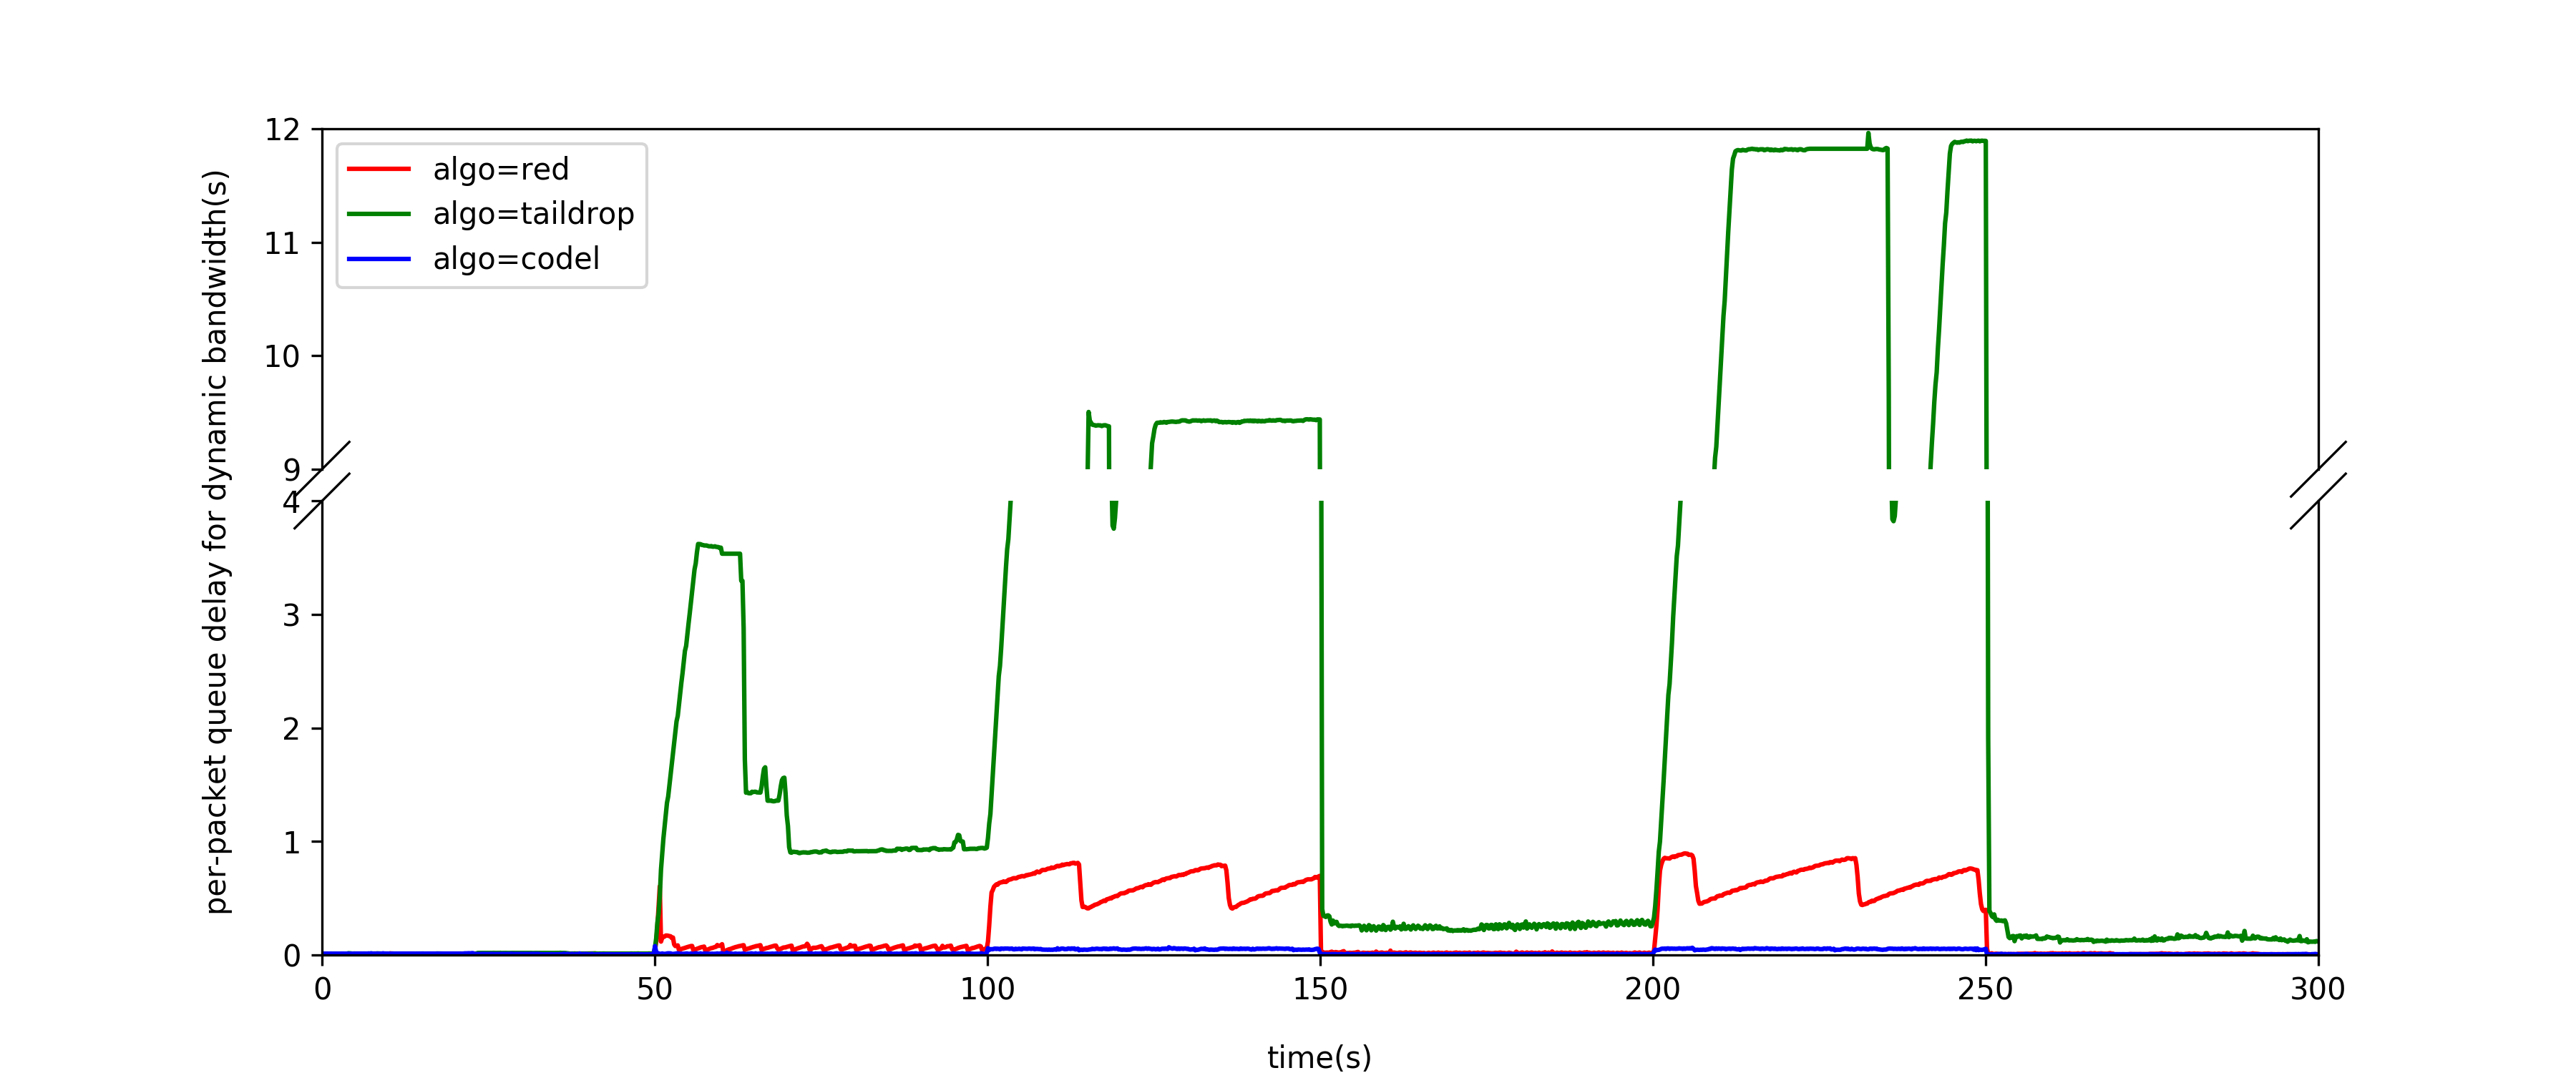 per-packet queue delay for dynamic bandwidth(s)
12
11
10
9
4
3
2
1
0
algo=red
algo=taildrop
algo=codel
0 50 100 150 200 250 300
time(s)